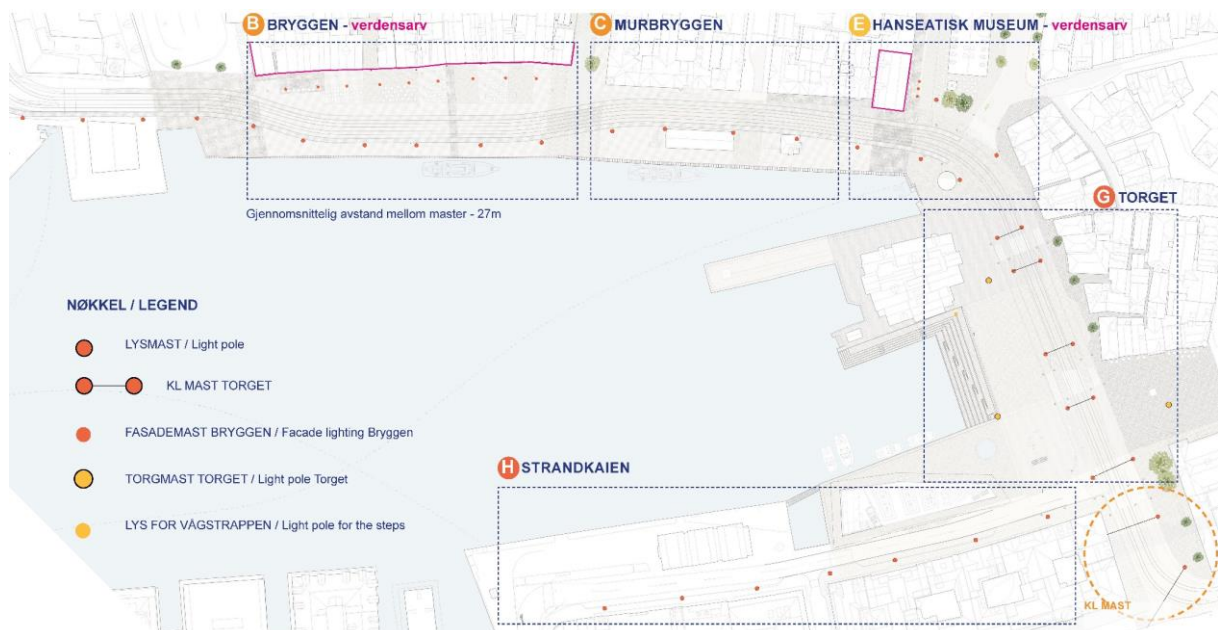 B BRYGGEN - verdensarv
C MURBRYGGEN
E HANSEATISK MUSEUM - verdensarv
Gjennomsnittelig avstand mellom master - 27m
G TORGET
NØKKEL / LEGEND
LYSMAST / Light pole
KL MAST TORGET
FASADEMAST BRYGGEN / Facade lighting Bryggen
TORGMAST TORGET / Light pole Torget
LYS FOR VÅGSTRAPPEN / Light pole for the steps
H STRANDKAIEN
KL MAST